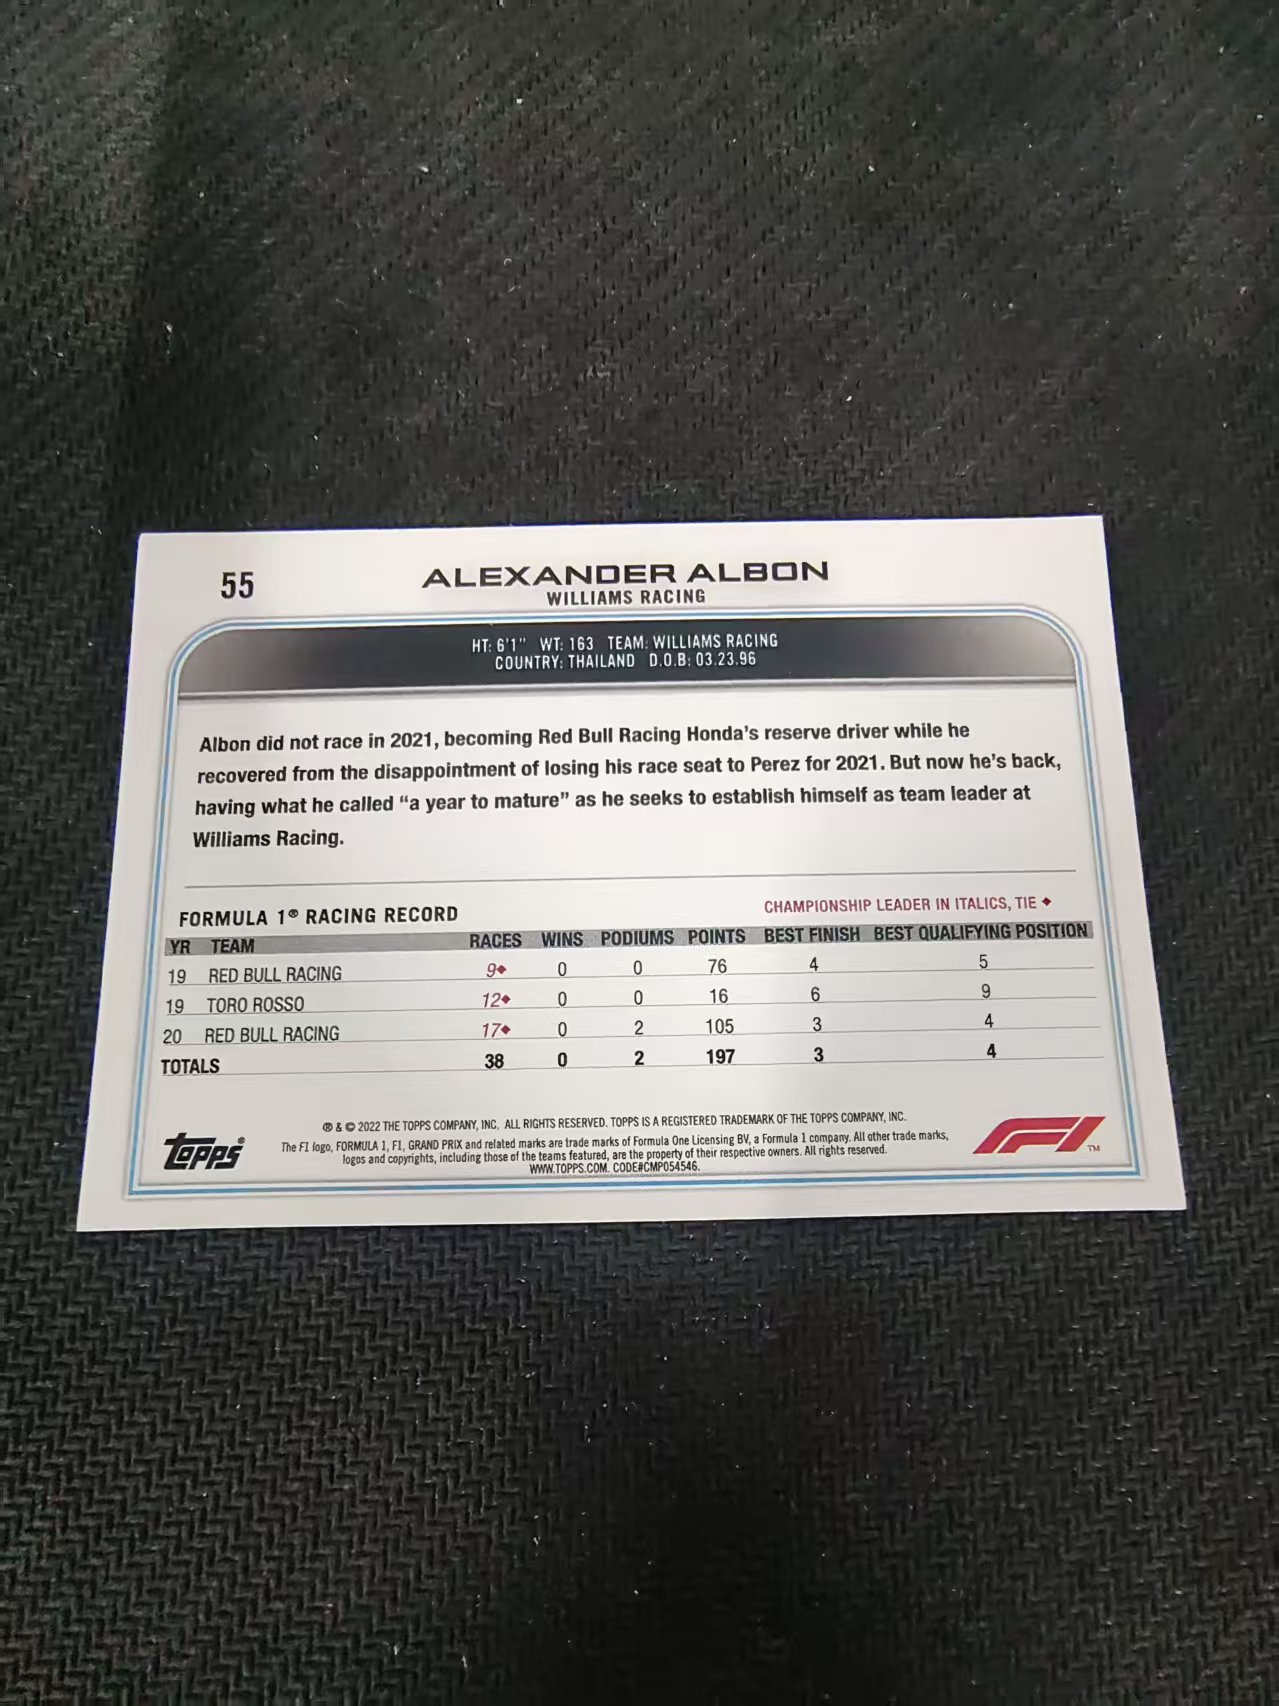 55
ALEXANDER ALBON
WILLIAMS RACING
HT: 6'1" WT: 163 TEAM: WILLIAMS RACING
COUNTRY: THAILAND D.O.B: 03.23.96
Albon did not race in 2021, becoming Red Bull Racing Honda's reserve driver while he
recovered from the disappointment of losing his race seat to Perez for 2021. But now he's back,
having what he called “a year to mature” as he seeks to establish himself as team leader at
Williams Racing.
FORMULA 1® RACING RECORD
CHAMPIONSHIP LEADER IN ITALICS, TIE ◆
YR TEAM RACES WINS PODIUMS POINTS BEST FINISH BEST QUALIFYING POSITION
19 RED BULL RACING 9◆ 0 0 76 4 5
19 TORO ROSSO 12◆ 0 0 16 6 9
20 RED BULL RACING 17◆ 0 2 105 3 4
TOTALS 38 0 2 197 3 4
® & © 2022 THE TOPPS COMPANY, INC. ALL RIGHTS RESERVED. TOPPS IS A REGISTERED TRADEMARK OF THE TOPPS COMPANY, INC.
The F1 logo, FORMULA 1, F1, GRAND PRIX and related marks are trade marks of Formula One Licensing BV, a Formula 1 company. All other trade marks,
logos and copyrights, including those of the teams featured, are the property of their respective owners. All rights reserved.
WWW.TOPPS.COM. CODE#CMP054546.
Topps®
F1™